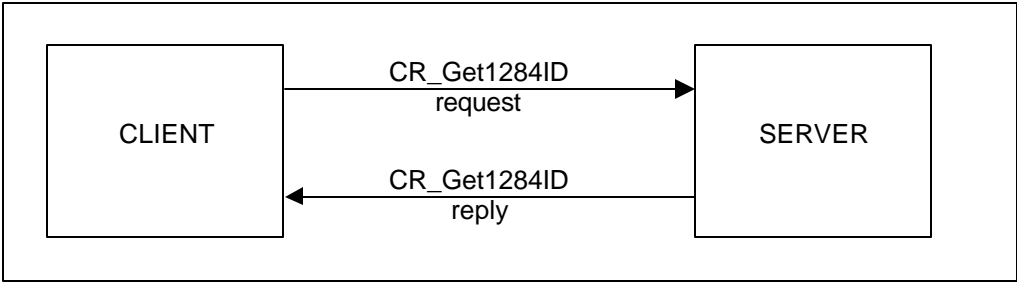 CR_Get1284ID
request
CLIENT
SERVER
CR_Get1284ID
reply